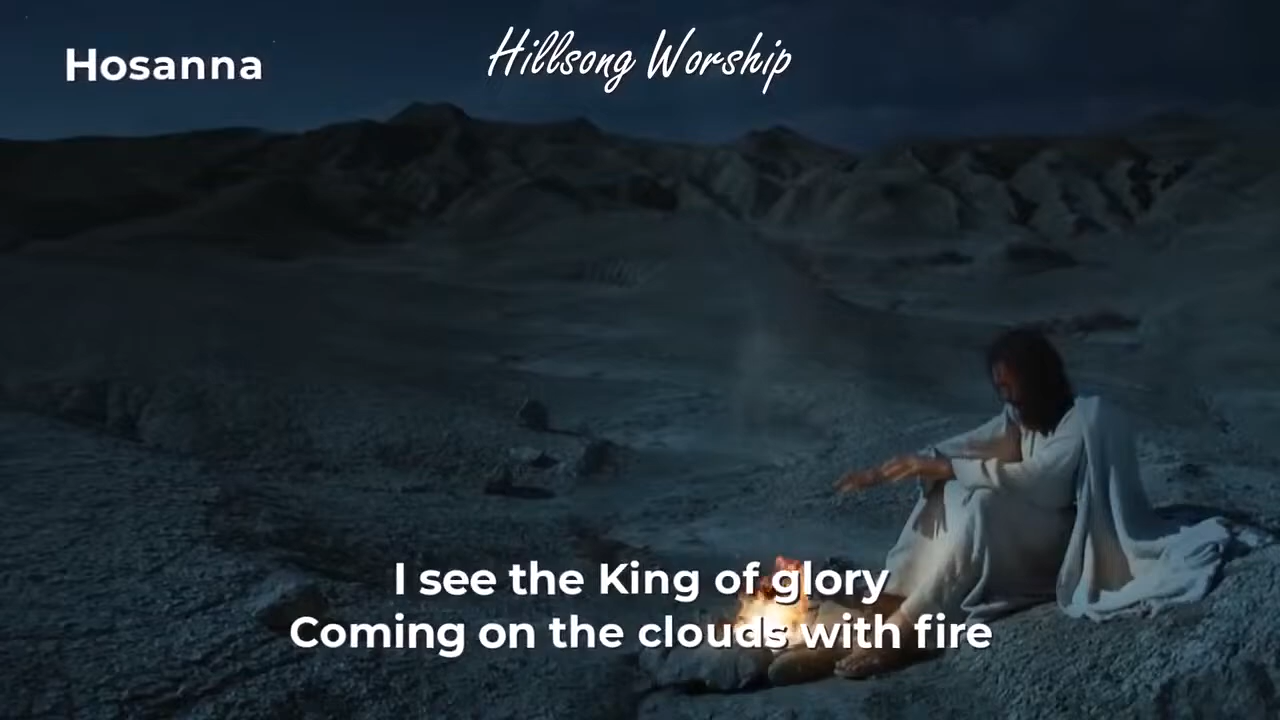 Hosanna
Hillsong Worship
I see the King of glory
Coming on the clouds with fire